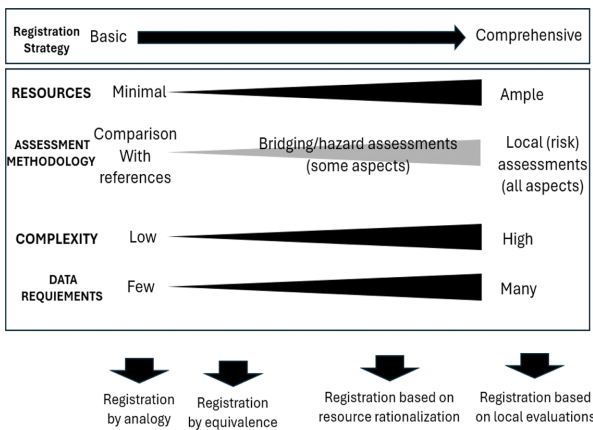 Registration
Strategy
Basic
Comprehensive
RESOURCES
Minimal
Ample
ASSESSMENT
METHODOLOGY
Comparison
With
references
Bridging/hazard assessments
(some aspects)
Local (risk)
assessments
(all aspects)
COMPLEXITY
Low
High
DATA
REQUIEMENTS
Few
Many
Registration
by analogy
Registration
by equivalence
Registration based on
resource rationalization
Registration based
on local evaluations